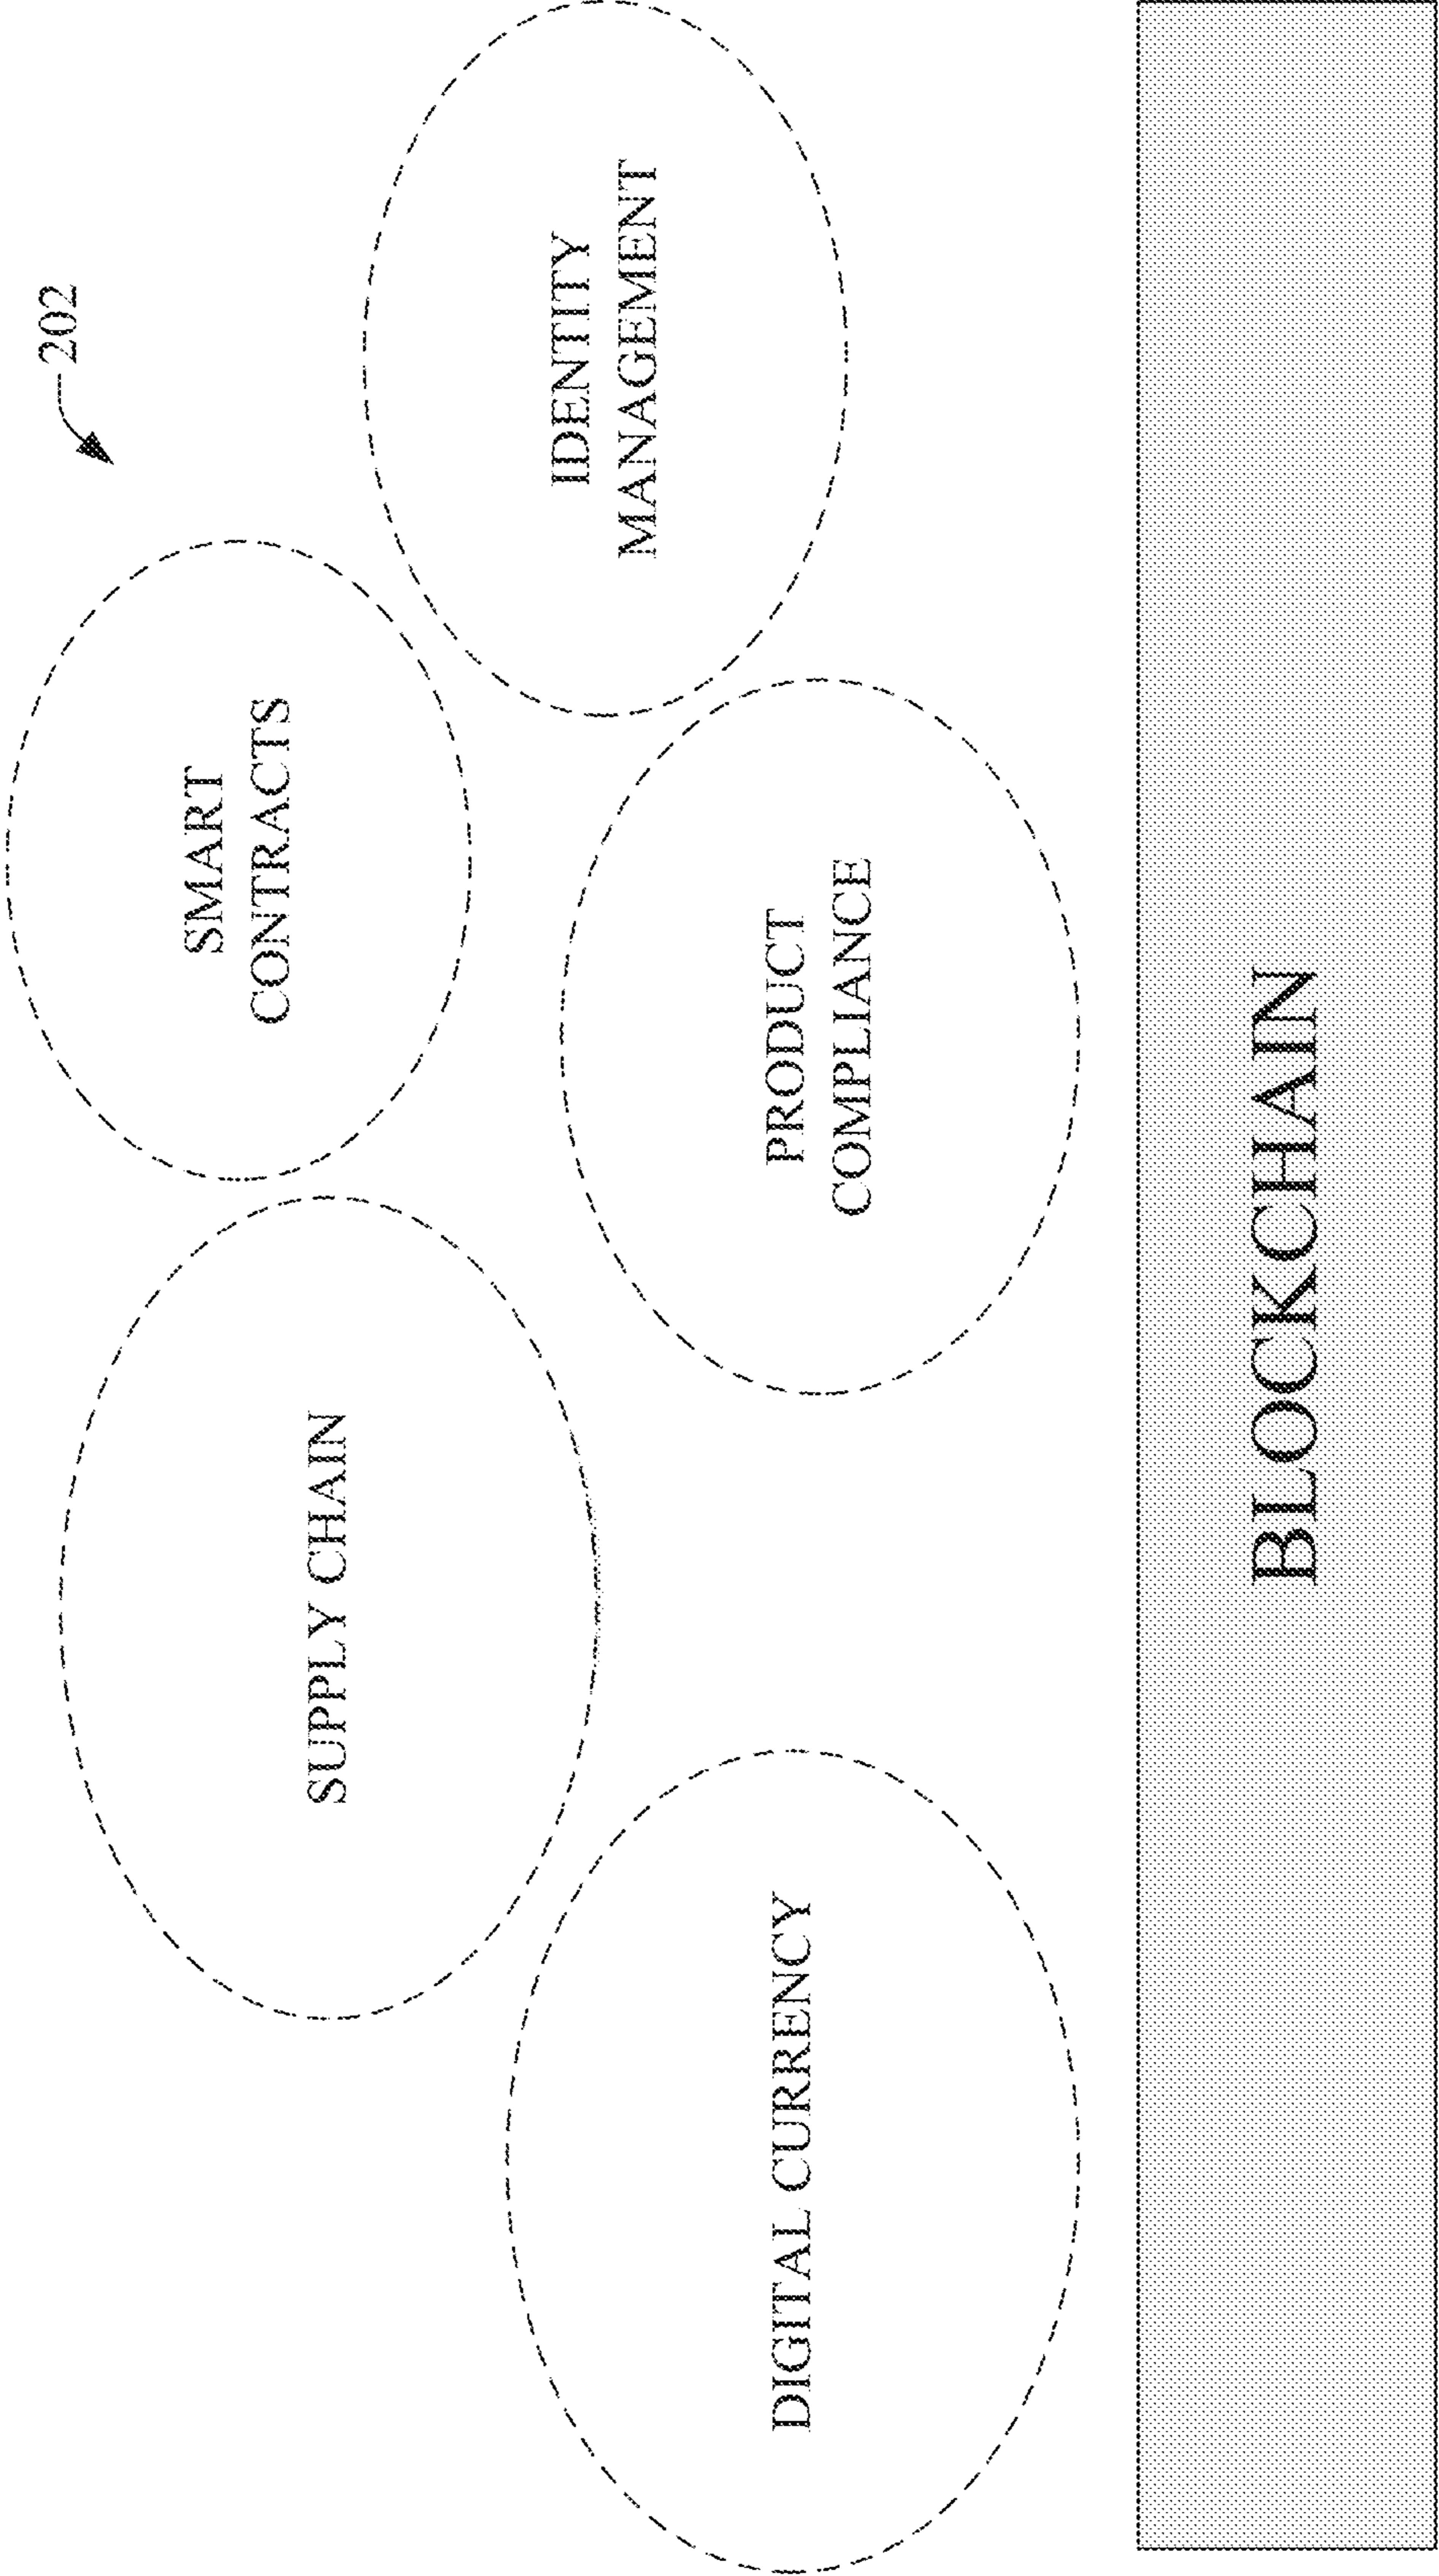 202
SMART
CONTRACTS
SUPPLY CHAIN
IDENTITY
MANAGEMENT
PRODUCT
COMPLIANCE
DIGITAL CURRENCY
BLOCKCHAIN